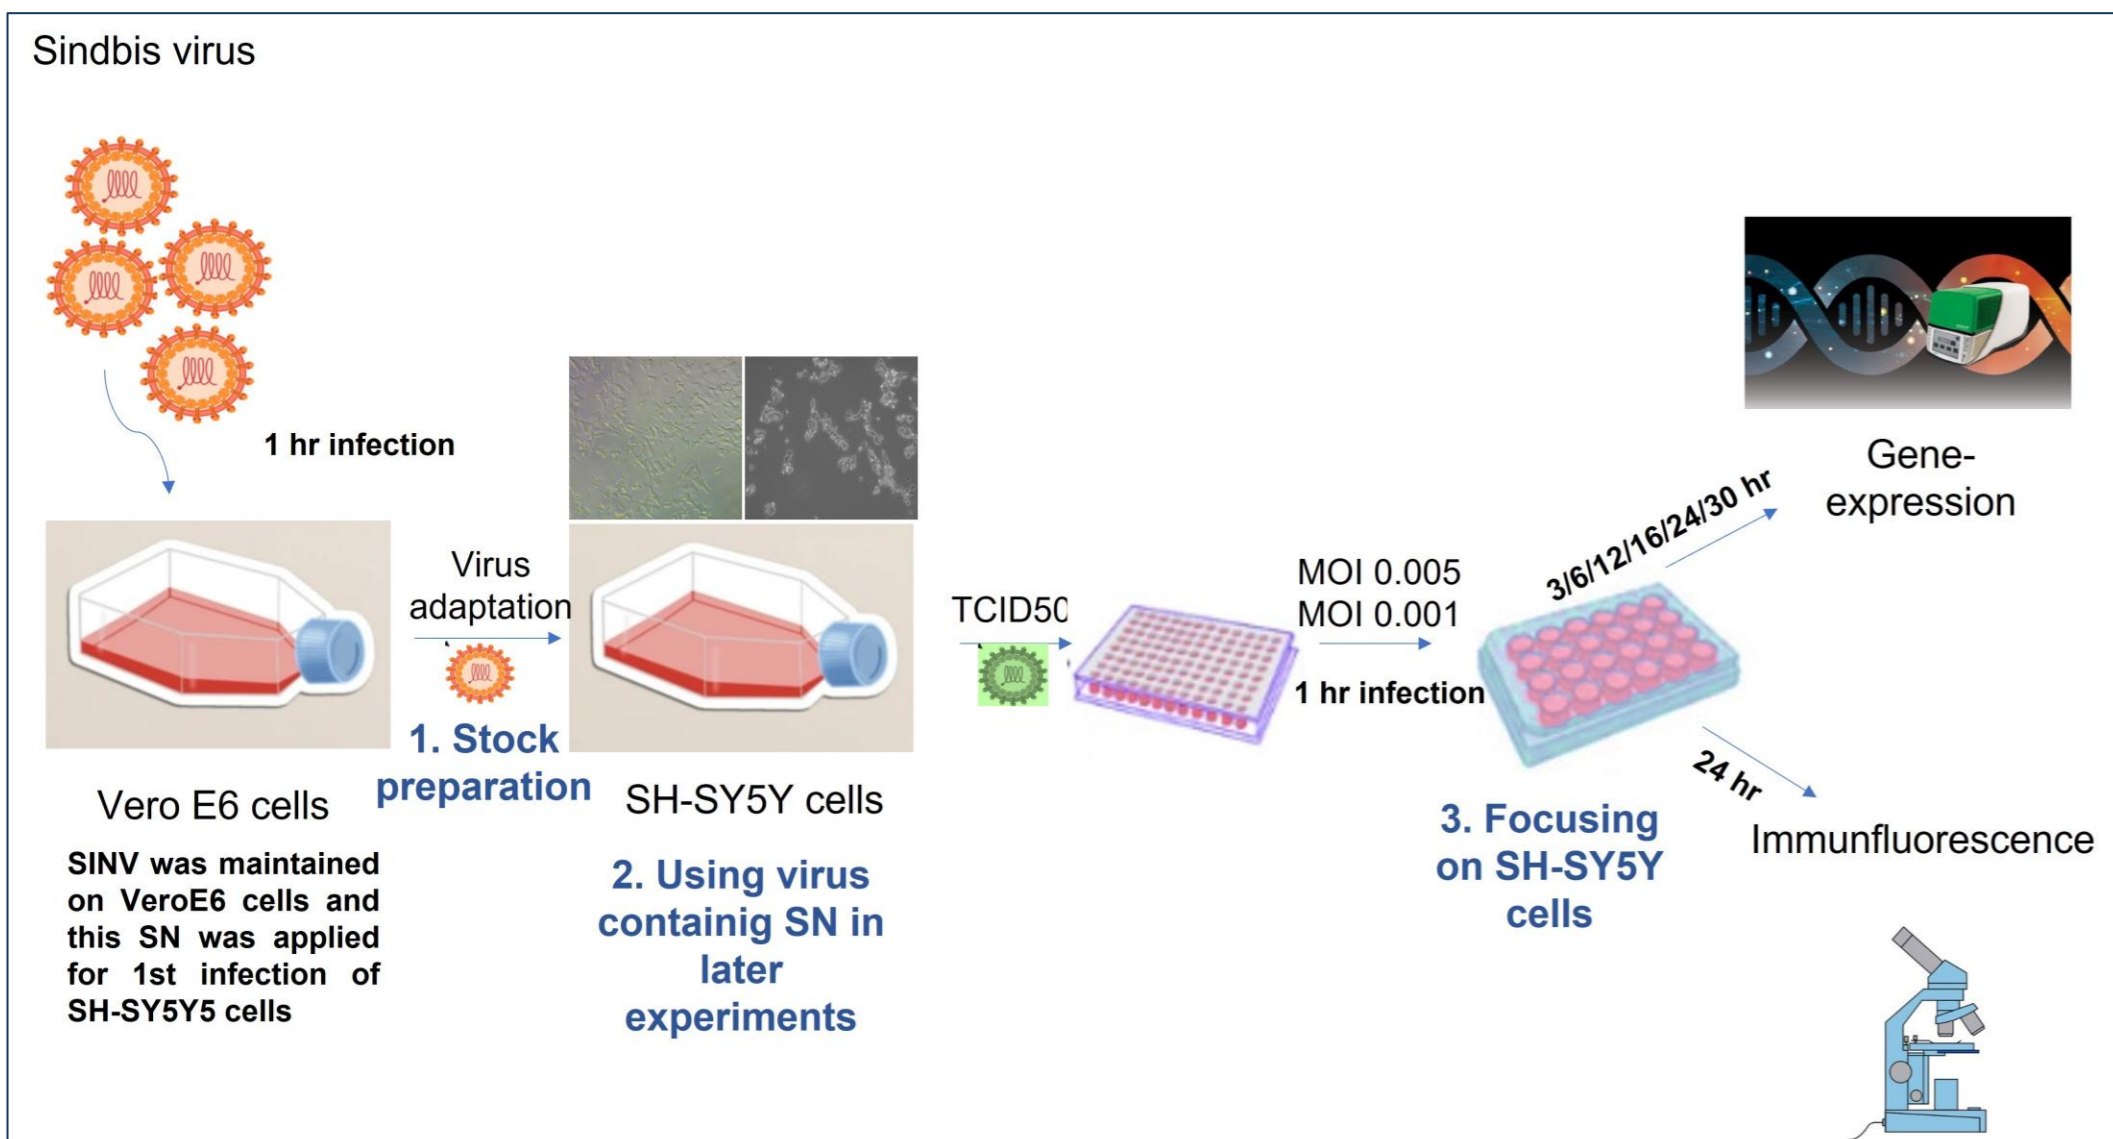 Sindbis virus
1 hr infection
Virus
adaptation
1. Stock
preparation
Vero E6 cells
SINV was maintained
on VeroE6 cells and
this SN was applied
for 1st infection of
SH-SY5Y5 cells
SH-SY5Y cells
2. Using virus
containig SN in
later
experiments
TCID50
MOI 0.005
MOI 0.001
1 hr infection
3. Focusing
on SH-SY5Y
cells
3/6/12/16/24/30 hr
Gene-
expression
24 hr
Immunfluorescence